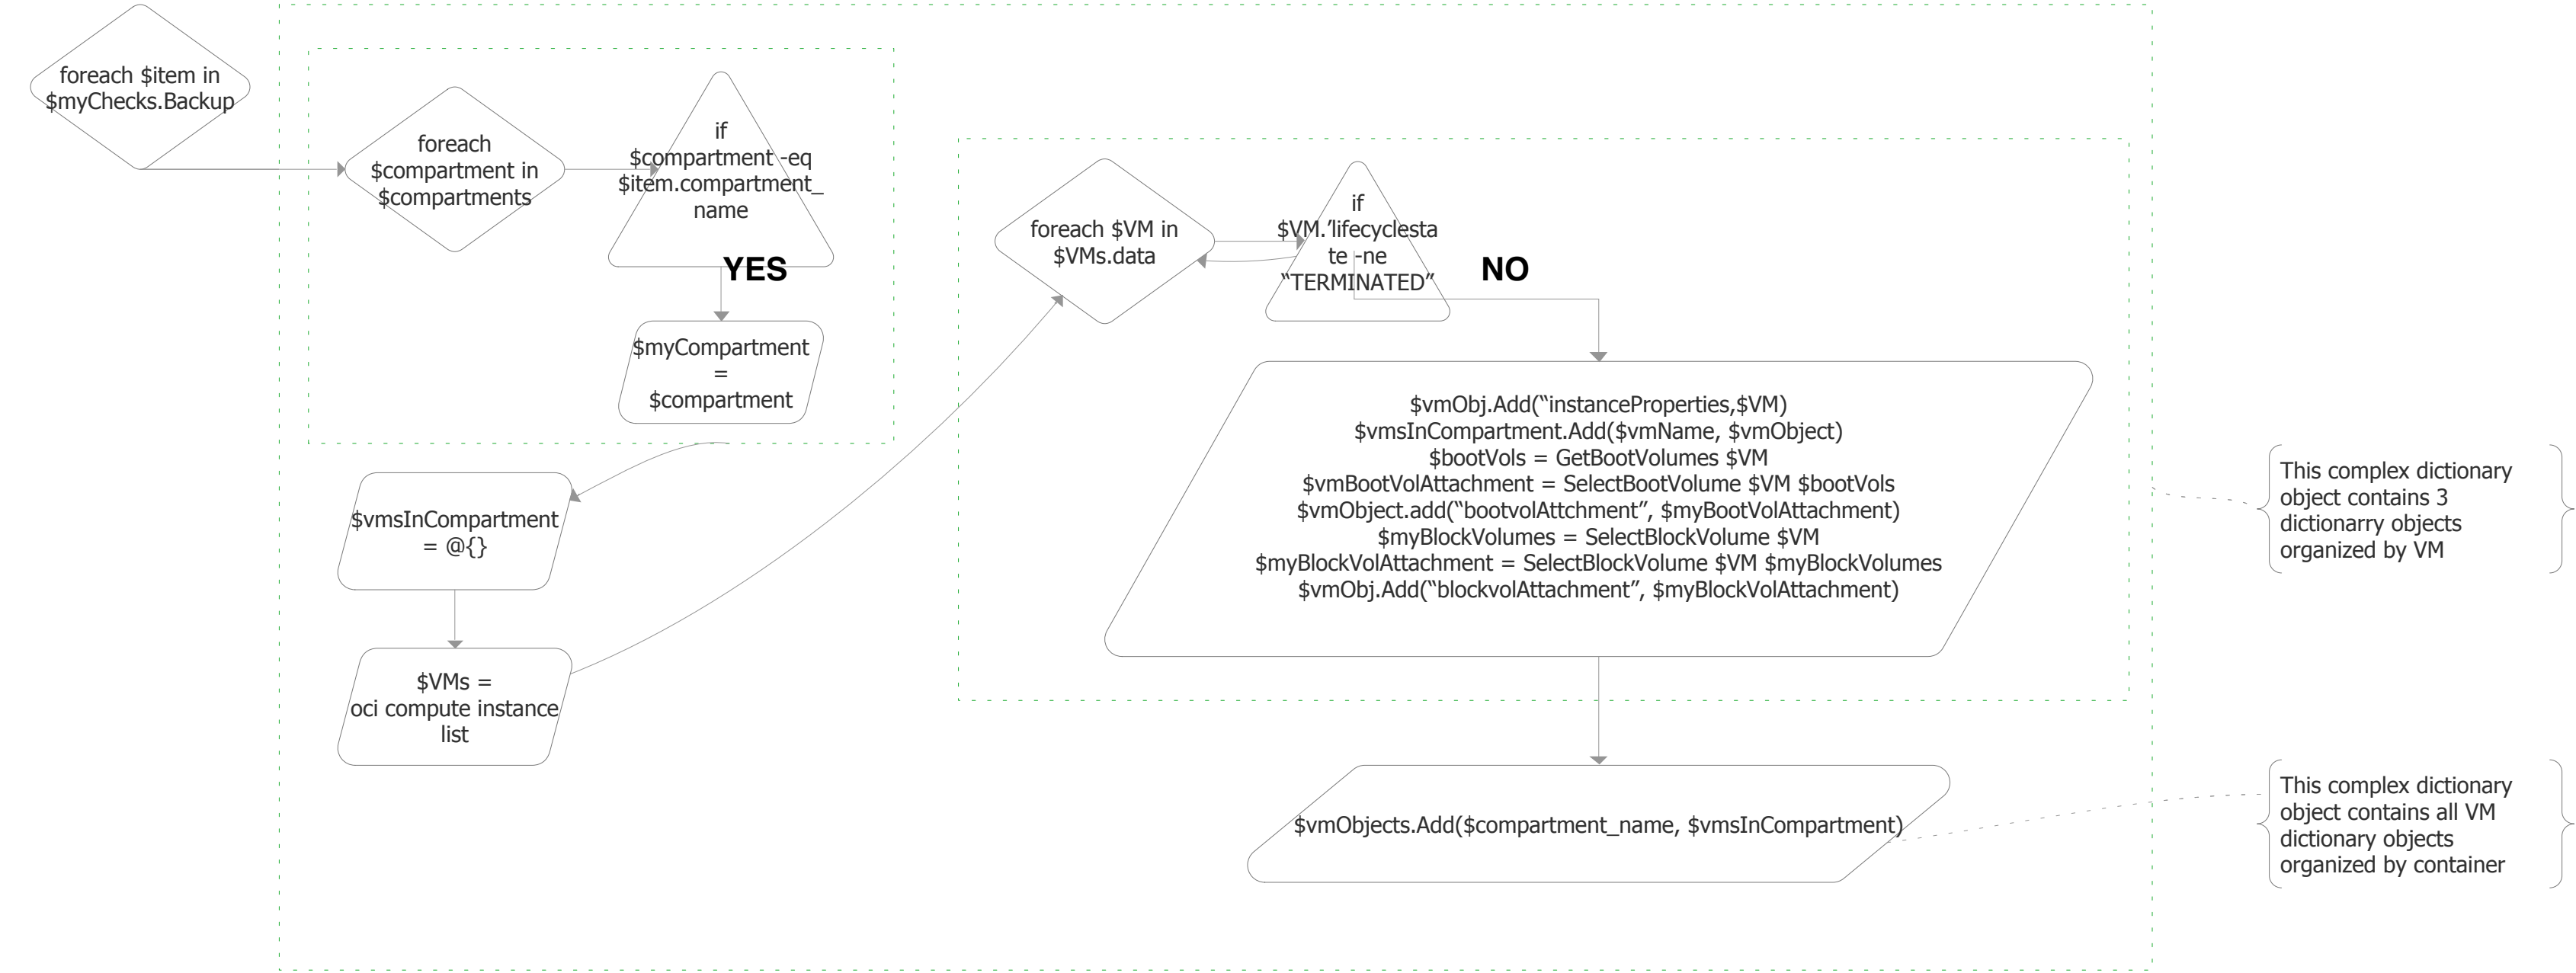 foreach $item in
$myChecks.Backup
foreach
$compartment in
$compartments
if
$compartment -eq
$item.compartment_
name
YES
$myCompartment
=
$compartment
$vmsInCompartment
= @{}
$VMs =
oci compute instance
list
foreach $VM in
$VMs.data
if
$VM.’lifecyclesta
te -ne
“TERMINATED”
NO
$vmObj.Add(“instanceProperties,$VM)
$vmsInCompartment.Add($vmName, $vmObject)
$bootVols = GetBootVolumes $VM
$vmBootVolAttachment = SelectBootVolume $VM $bootVols
$vmObject.add(“bootvolAttchment”, $myBootVolAttachment)
$myBlockVolumes = SelectBlockVolume $VM
$myBlockVolAttachment = SelectBlockVolume $VM $myBlockVolumes
$vmObj.Add(“blockvolAttachment”, $myBlockVolAttachment)
$vmObjects.Add($compartment_name, $vmsInCompartment)
This complex dictionary
object contains 3
dictionarry objects
organized by VM
This complex dictionary
object contains all VM
dictionary objects
organized by container